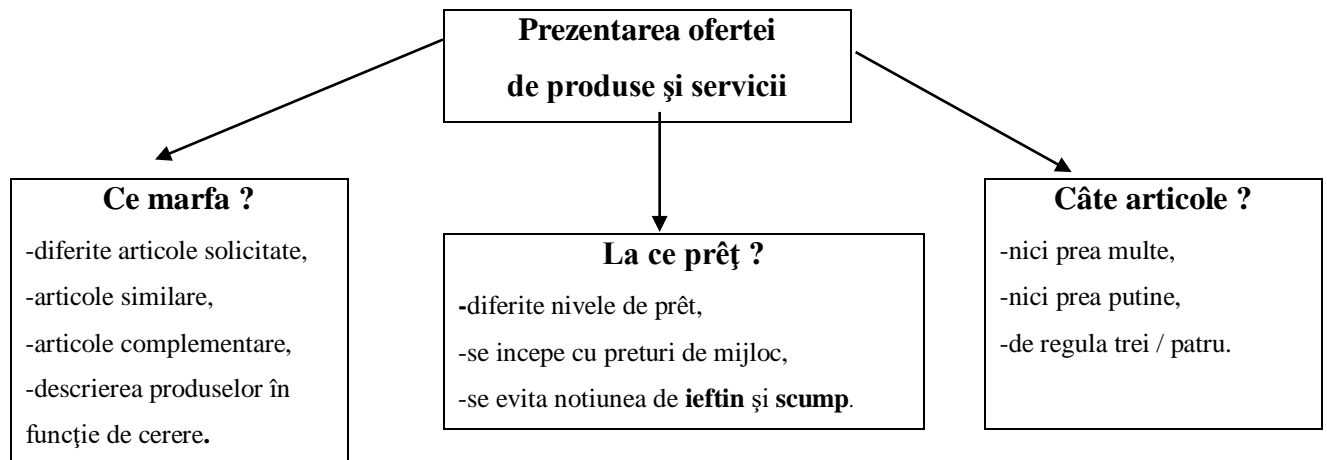 Prezentarea ofertei
de produse şi servicii
Ce marfa ?
-diferite articole solicitate,
-articole similare,
-articole complementare,
-descrierea produselor în
funcţie de cerere.
La ce prêţ ?
-diferite nivele de prêt,
-se incepe cu preturi de mijloc,
-se evita notiunea de ieftin şi scump.
Câte articole ?
-nici prea multe,
-nici prea putine,
-de regula trei / patru.